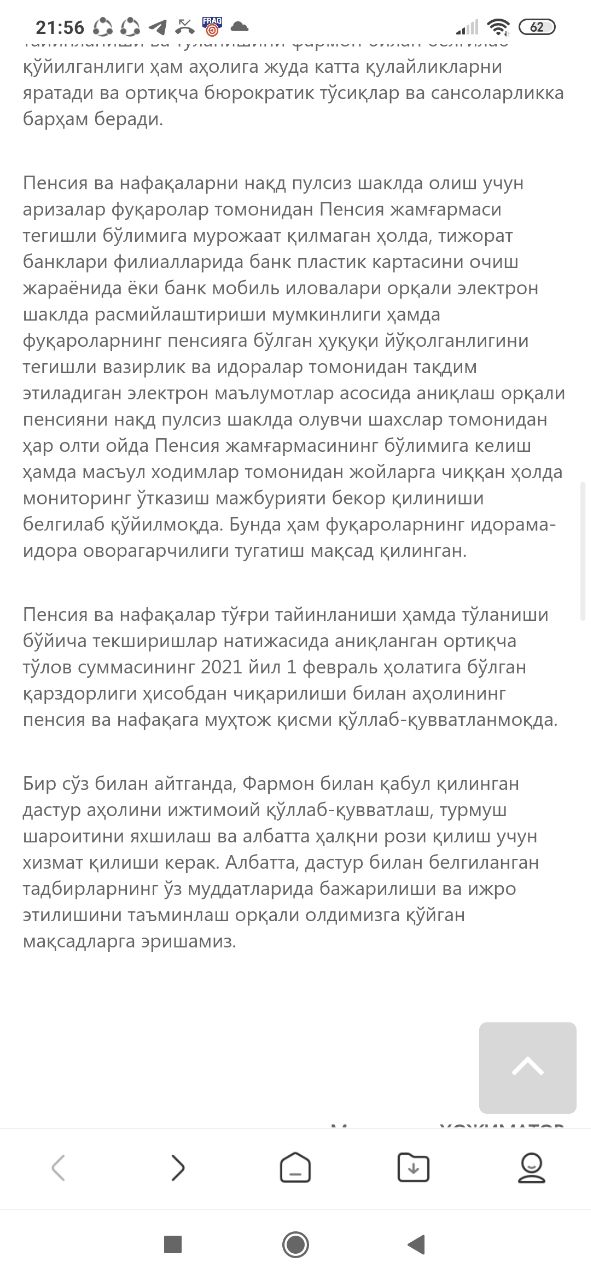 21:56
FRAG
62
қўйилганлиги ҳам аҳолига жуда катта қулайликларни
яратади ва ортиқча бюрократик тўсиқлар ва сансоларликка
барҳам беради.
Пенсия ва нафақаларни нақд пулсиз шаклда олиш учун
аризалар фуқаролар томонидан Пенсия жамғармаси
тегишли бўлимига мурожаат қилмаган ҳолда, тижорат
банклари филиалларида банк пластик картасини очиш
жараёнида ёки банк мобиль иловалари орқали электрон
шаклда расмийлаштириши мумкинлиги ҳамда
фуқароларнинг пенсияга бўлган ҳуқуқи йўқолганлигини
тегишли вазирлик ва идоралар томонидан тақдим
этиладиган электрон маълумотлар асосида аниқлаш орқали
пенсияни нақд пулсиз шаклда олувчи шахслар томонидан
ҳар олти ойда Пенсия жамғармасининг бўлимига келиш
ҳамда масъул ходимлар томонидан жойларга чиққан ҳолда
мониторинг ўтказиш мажбурияти бекор қилиниши
белгилаб қўйилмоқда. Бунда ҳам фуқароларнинг идорама-
идора оворагарчилиги тугатиш мақсад қилинган.
Пенсия ва нафақалар тўғри тайинланиши ҳамда тўланиши
бўйича текширишлар натижасида аниқланган ортиқча
тўлов суммасининг 2021 йил 1 февраль ҳолатига бўлган
қарздорлиги ҳисобдан чиқарилиши билан аҳолининг
пенсия ва нафақага муҳтож қисми қўллаб-қувватланмоқда.
Бир сўз билан айтганда, Фармон билан қабул қилинган
дастур аҳолини ижтимоий қўллаб-қувватлаш, турмуш
шароитини яхшилаш ва албатта ҳалқни рози қилиш учун
хизмат қилиши керак. Албатта, дастур билан белгиланган
тадбирларнинг ўз муддатларида бажарилиши ва ижро
этилишини таъминлаш орқали олдимизга қўйган
мақсадларга эришамиз.